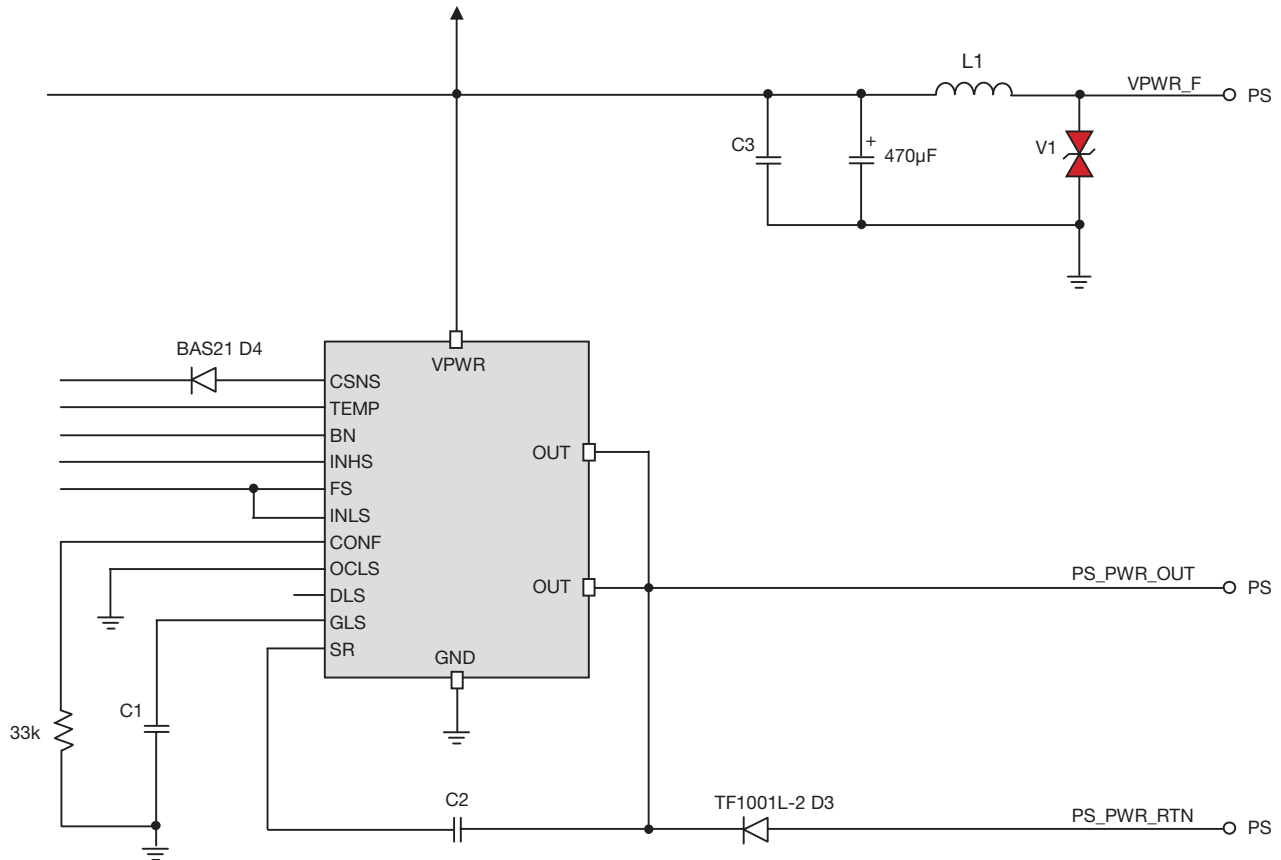 L1
VPWR_F
PS
C3
+
470µF
V1
BAS21 D4
VPWR
CSNS
TEMP
BN
INHS
FS
INLS
CONF
OCLS
DLS
GLS
SR
OUT
OUT
GND
PS_PWR_OUT
PS
33k
C1
C2
TF1001L-2 D3
PS_PWR_RTN
PS